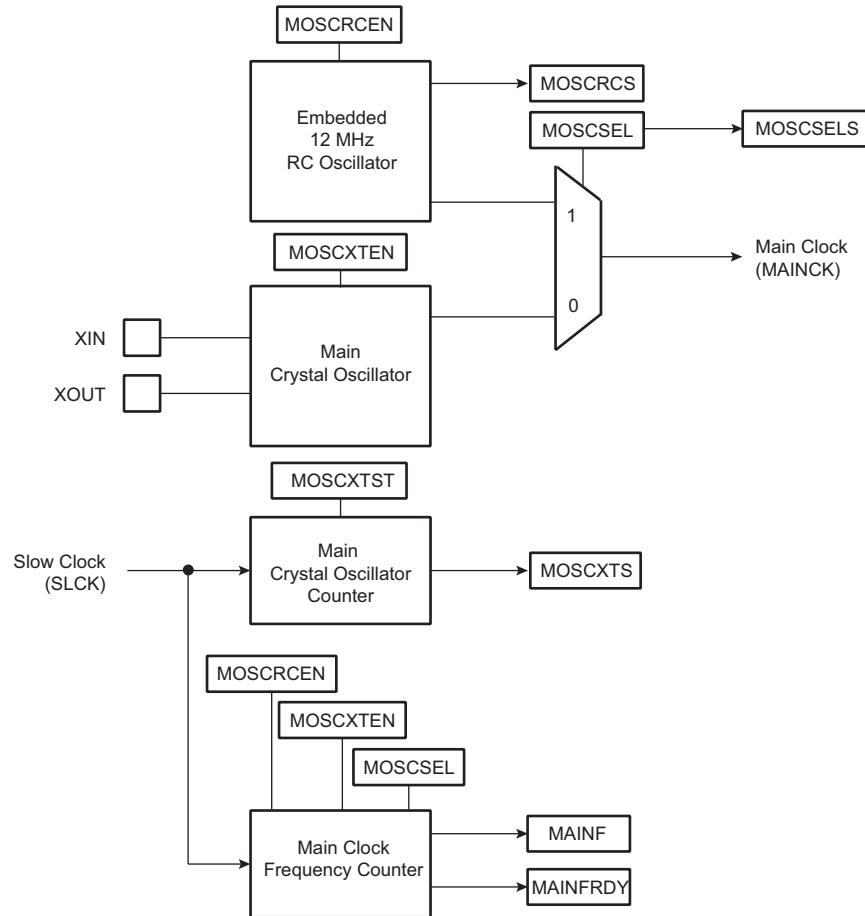 MOSCRCEN
Embedded
12 MHz
RC Oscillator
MOSCRCS
MOSCSEL
MOSCSELS
1
0
Main Clock
(MAINCK)
MOSCXTEN
XIN
XOUT
Main
Crystal Oscillator
MOSCXTST
Slow Clock
(SLCK)
Main
Crystal Oscillator
Counter
MOSCXTS
MOSCRCEN
MOSCXTEN
MOSCSEL
Main Clock
Frequency Counter
MAINF
MAINFRDY